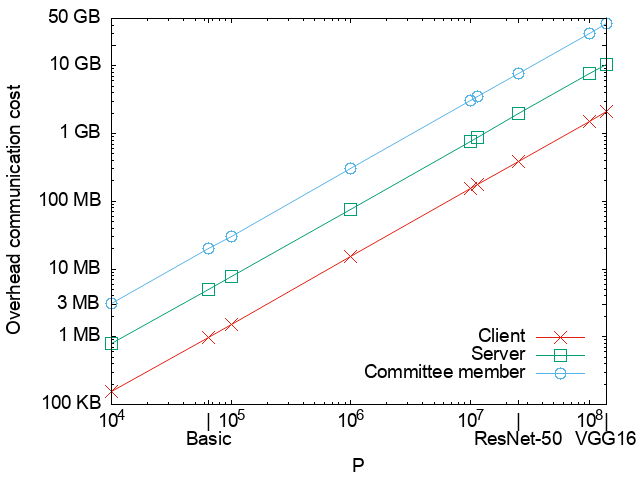 Overhead communication cost
50 GB
10 GB
1 GB
100 MB
10 MB
3 MB
1 MB
100 KB
Client
Server
Committee member
10^4 10^5 10^6 10^7 10^8
Basic ResNet-50 VGG16
P